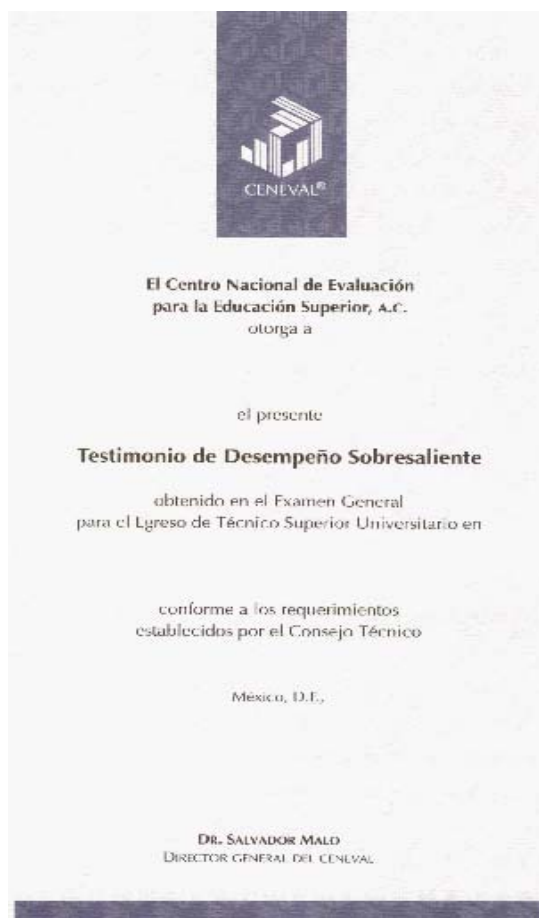 CENEVAL®
El Centro Nacional de Evaluación
para la Educación Superior, A.C.
otorga a
el presente
Testimonio de Desempeño Sobresaliente
obtenido en el Examen General
para el Egreso de Técnico Superior Universitario en
conforme a los requerimientos
establecidos por el Consejo Técnico
México, D.F.,
DR. SALVADOR MALO
DIRECTOR GENERAL DEL CENEVAL